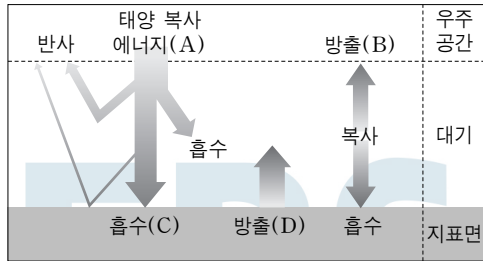 태양 복사
에너지(A)
반사
방출(B)
우주
공간
흡수
복사
대기
흡수(C)
방출(D)
흡수
지표면
EBS